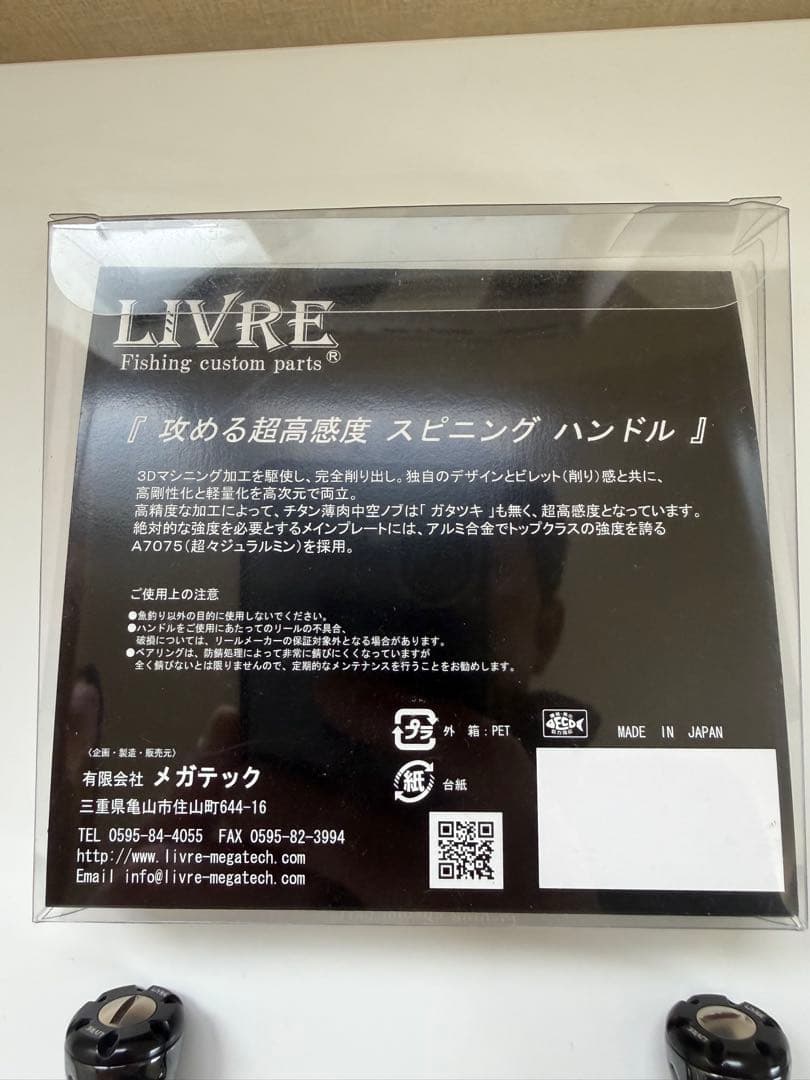 LIVRE
Fishing custom parts®
『 攻める超高感度 スピニング ハンドル 』
3Dマシニング加工を駆使し、完全削り出し。独自のデザインとビレット(削り)感と共に、
高剛性化と軽量化を高次元で両立。
高精度な加工によって、チタン薄肉中空ノブは「 ガタツキ 」も無く、超高感度となっています。
絶対的な強度を必要とするメインプレートには、アルミ合金でトップクラスの強度を誇る
A7075(超々ジュラルミン)を採用。
ご使用上の注意
●魚釣り以外の目的に使用しないでください。
●ハンドルをご使用にあたってのリールの不具合、
破損については、リールメーカーの保証対象外となる場合があります。
●ベアリングは、防錆処理によって非常に錆びにくくなっていますが
全く錆びないとは限りませんので、定期的なメンテナンスを行うことをお勧めします。
プラ 外 箱:PET
紙 台紙
ECO
MADE IN JAPAN
〈企画・製造・販売元〉
有限会社 メガテック
三重県亀山市住山町644-16
TEL 0595-84-4055 FAX 0595-82-3994
http://www.livre-megatech.com
Email info@livre-megatech.com
LIVRE
LIVRE